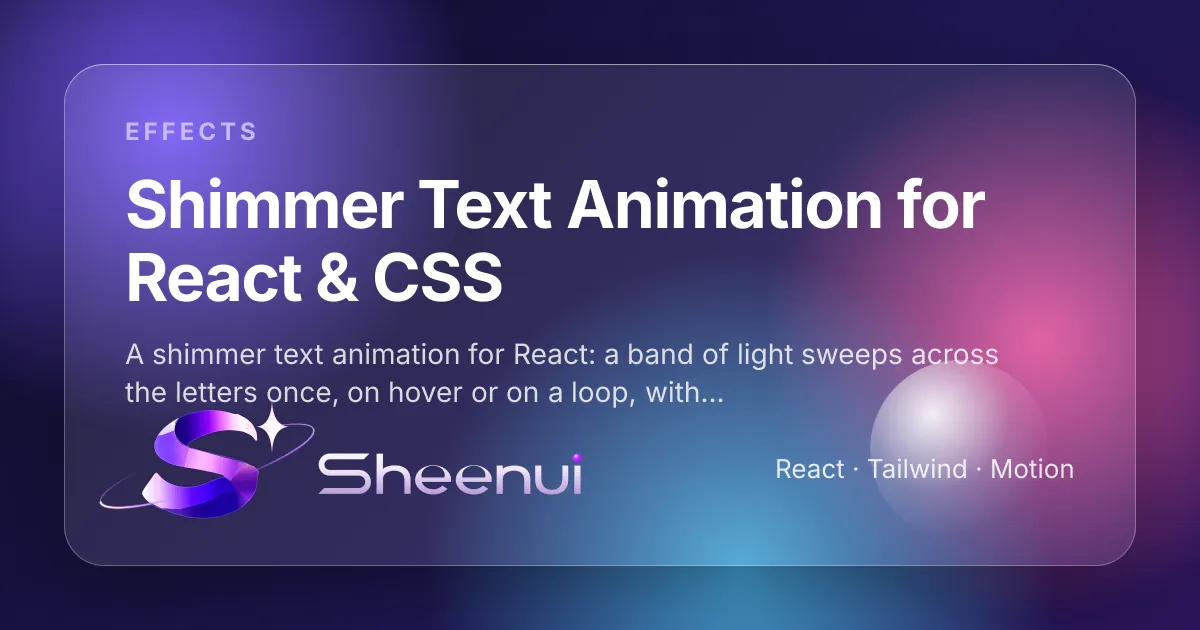 EFFECTS
Shimmer Text Animation for
React & CSS
A shimmer text animation for React: a band of light sweeps across
the letters once, on hover or on a loop, with...
Sheenui
React · Tailwind · Motion